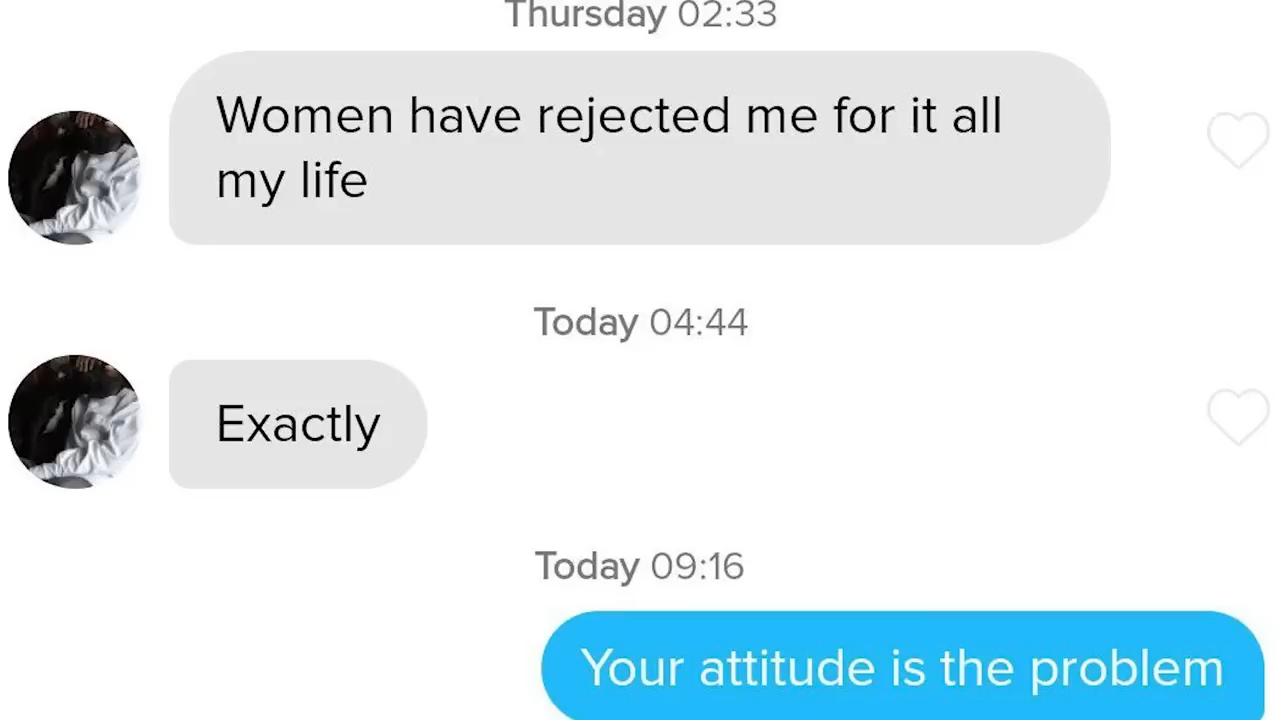 Thursday 02:33
Women have rejected me for it all
my life
Today 04:44
Exactly
Today 09:16
Your attitude is the problem